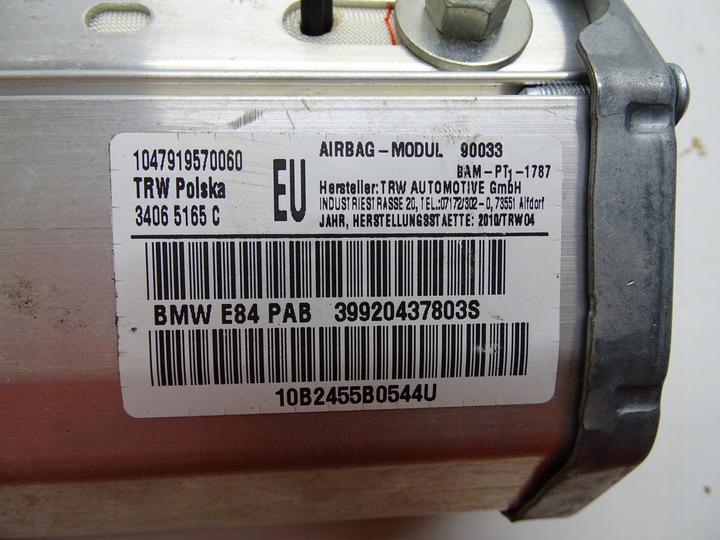 1047919570060
TRW Polska
3406 5165 C
EU
AIRBAG-MODUL 90033
BAM-PT1-1787
Hersteller: TRW AUTOMOTIVE GmbH
INDUSTRIESTRASSE 20, TEL.:07172/302-0, 73551 Alfdorf
JAHR, HERSTELLUNGSSTAETTE: 2010/TRW04
BMW E84 PAB 39920437803S
10B2455B0544U